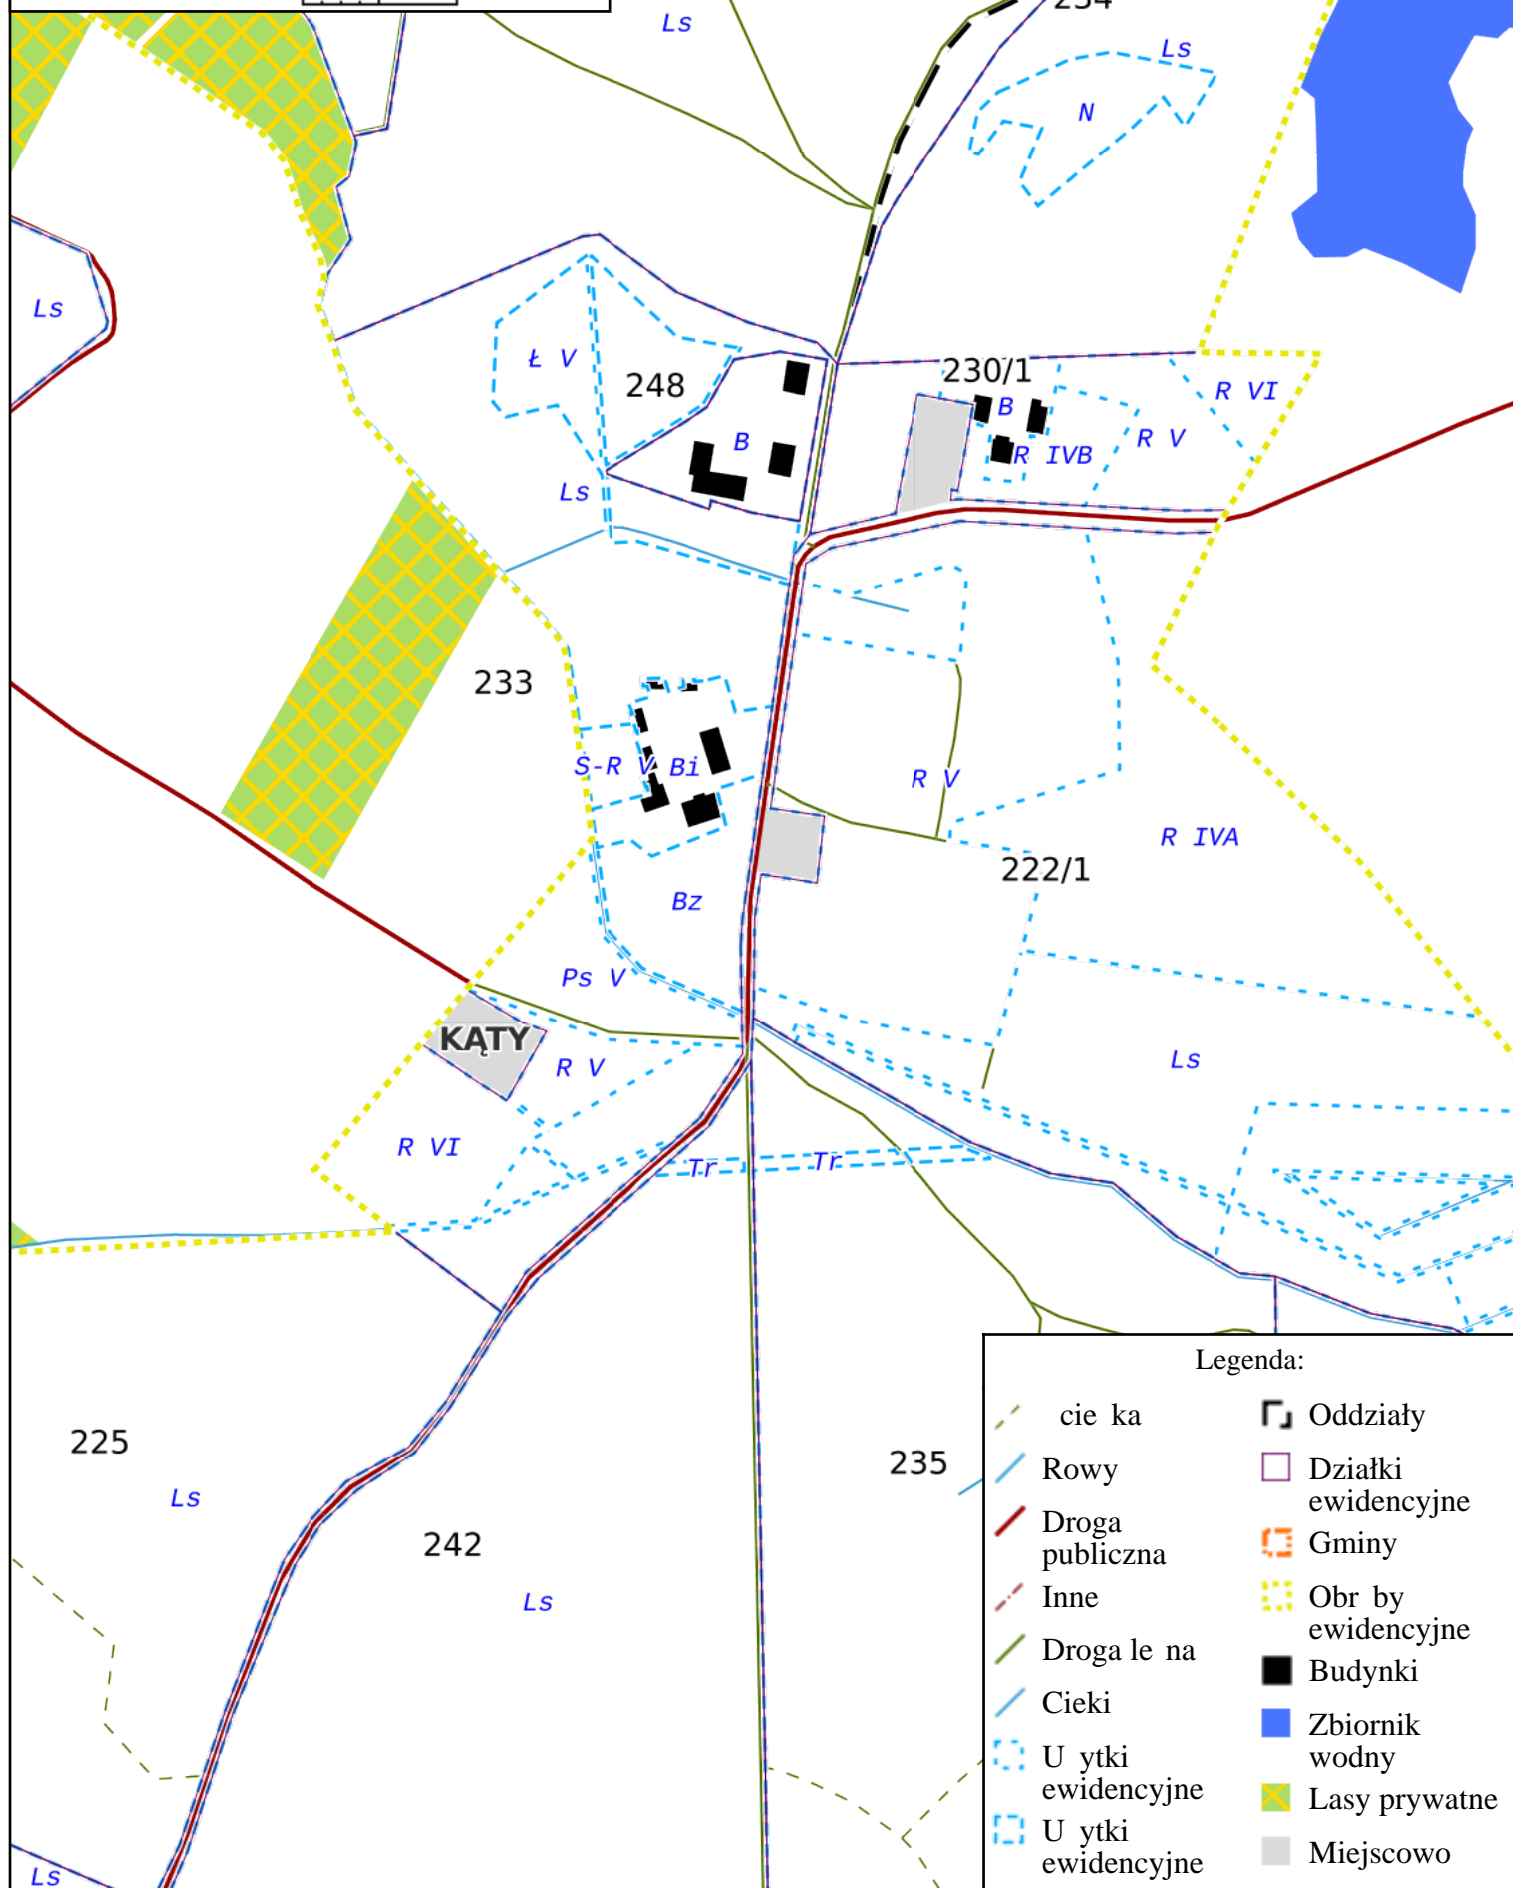 Ls
234
Ls
N
Ls
Ł V
248
230/1
R VI
B
B
R V
R IVB
Ls
233
S-R V
Bi
R V
R IVA
222/1
Bz
Ps V
KĄTY
R V
Ls
R VI
Tr
Tr
225
235
Ls
242
Ls
Ls
Legenda:
cie ka
Rowy
Droga
publiczna
Inne
Droga le na
Cieki
U ytki
ewidencyjne
U ytki
ewidencyjne
Oddziały
Działki
ewidencyjne
Gminy
Obr by
ewidencyjne
Budynki
Zbiornik
wodny
Lasy prywatne
Miejscowo